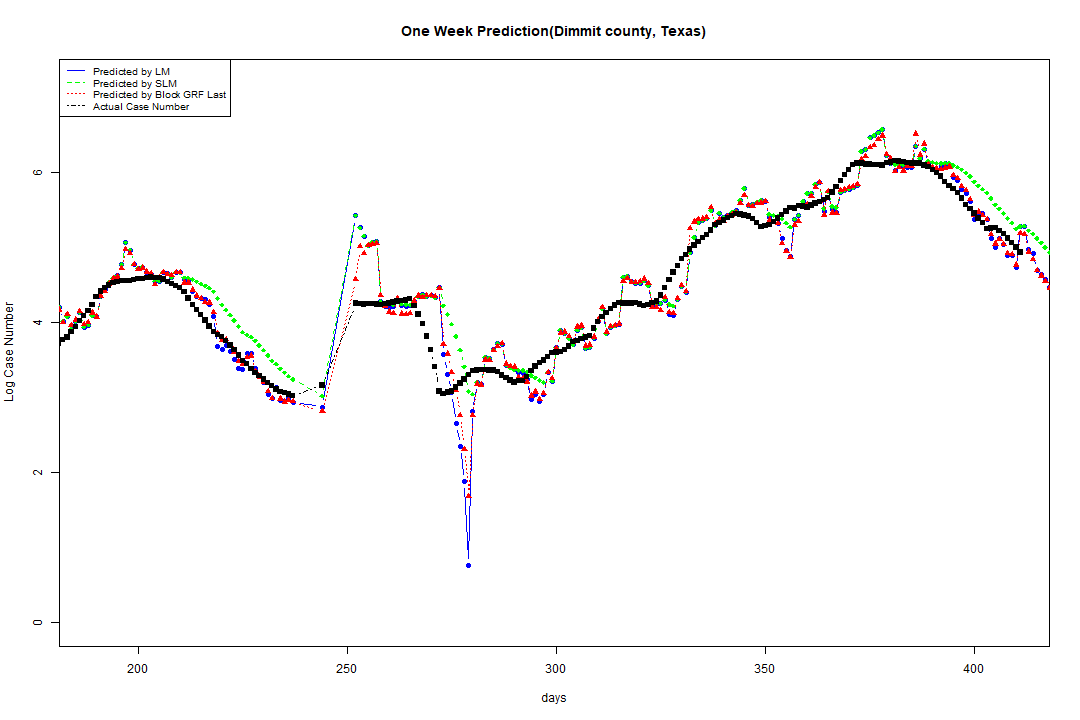 One Week Prediction(Dimmit county, Texas)
Predicted by LM
Predicted by SLM
Predicted by Block GRF Last
Actual Case Number
Log Case Number
6
4
2
0
200 250 300 350 400
days